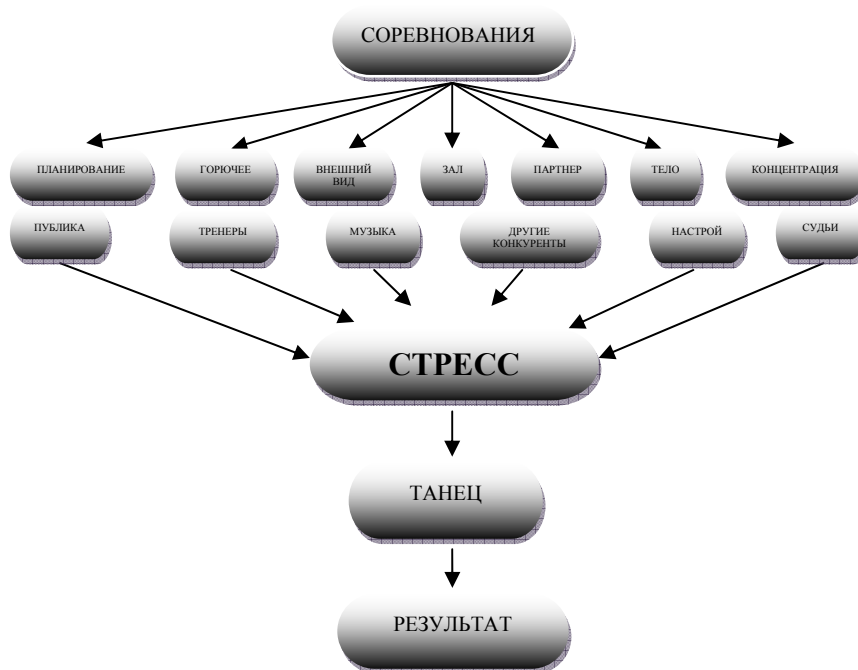 СОРЕВНОВАНИЯ
ПЛАНИРОВАНИЕ
ГОРЮЧЕЕ
ВНЕШНИЙ
ВИД
ЗАЛ
ПАРТНЕР
ТЕЛО
КОНЦЕНТРАЦИЯ
ПУБЛИКА
ТРЕНЕРЫ
МУЗЫКА
ДРУГИЕ
КОНКУРЕНТЫ
НАСТРОЙ
СУДЬИ
СТРЕСС
ТАНЕЦ
РЕЗУЛЬТАТ